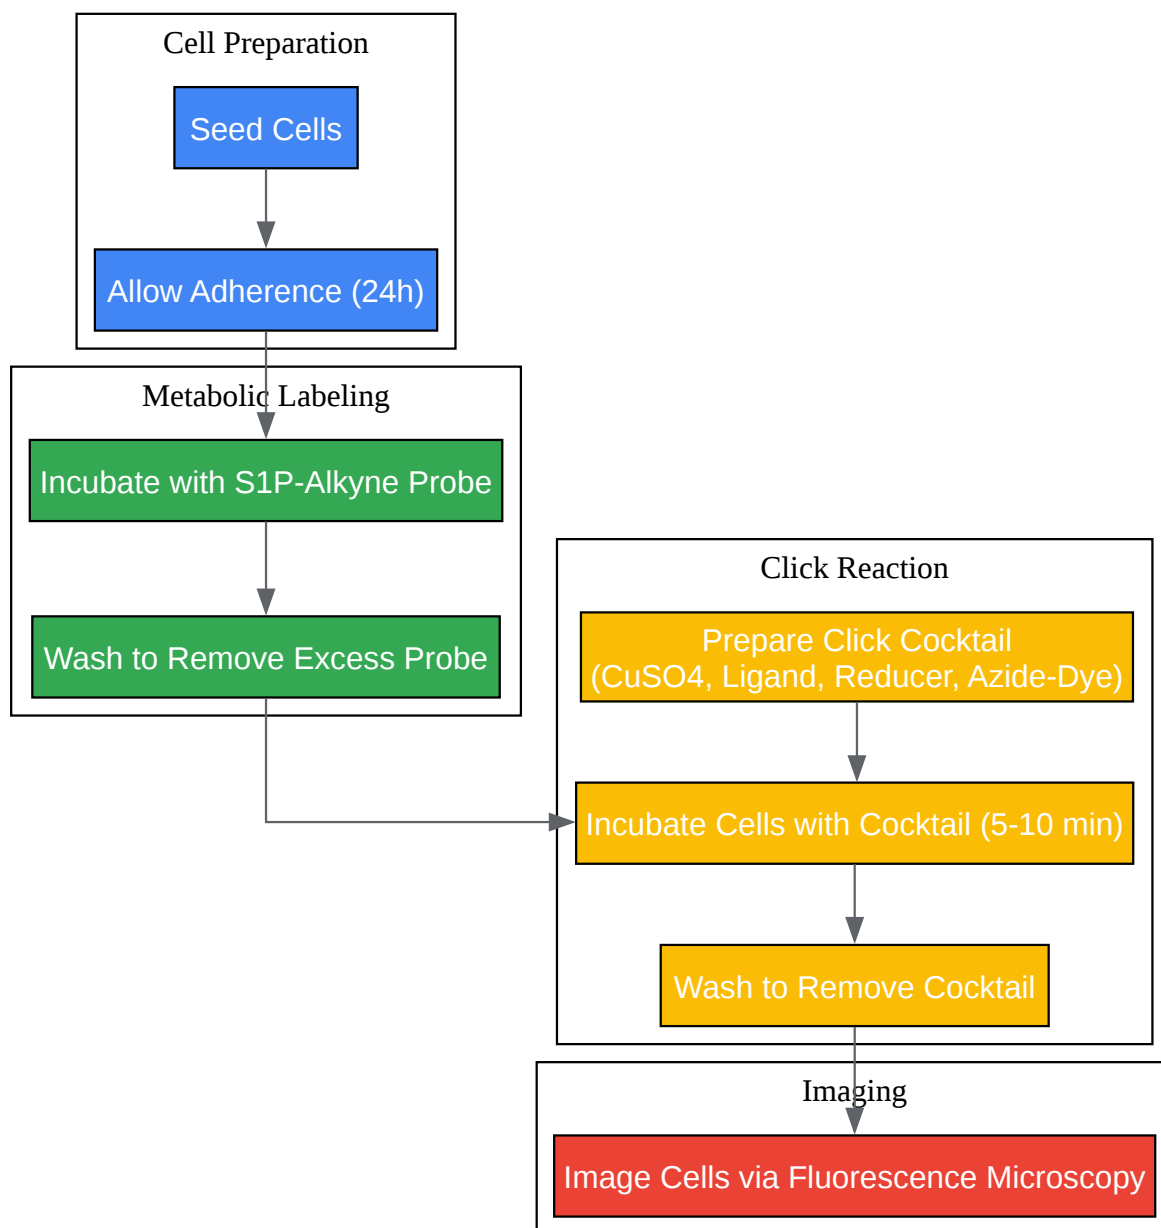 Cell Preparation
Seed Cells
Allow Adherence (24h)
Metabolic Labeling
Incubate with S1P-Alkyne Probe
Wash to Remove Excess Probe
Click Reaction
Prepare Click Cocktail
(CuSO4, Ligand, Reducer, Azide-Dye)
Incubate Cells with Cocktail (5-10 min)
Wash to Remove Cocktail
Imaging
Image Cells via Fluorescence Microscopy